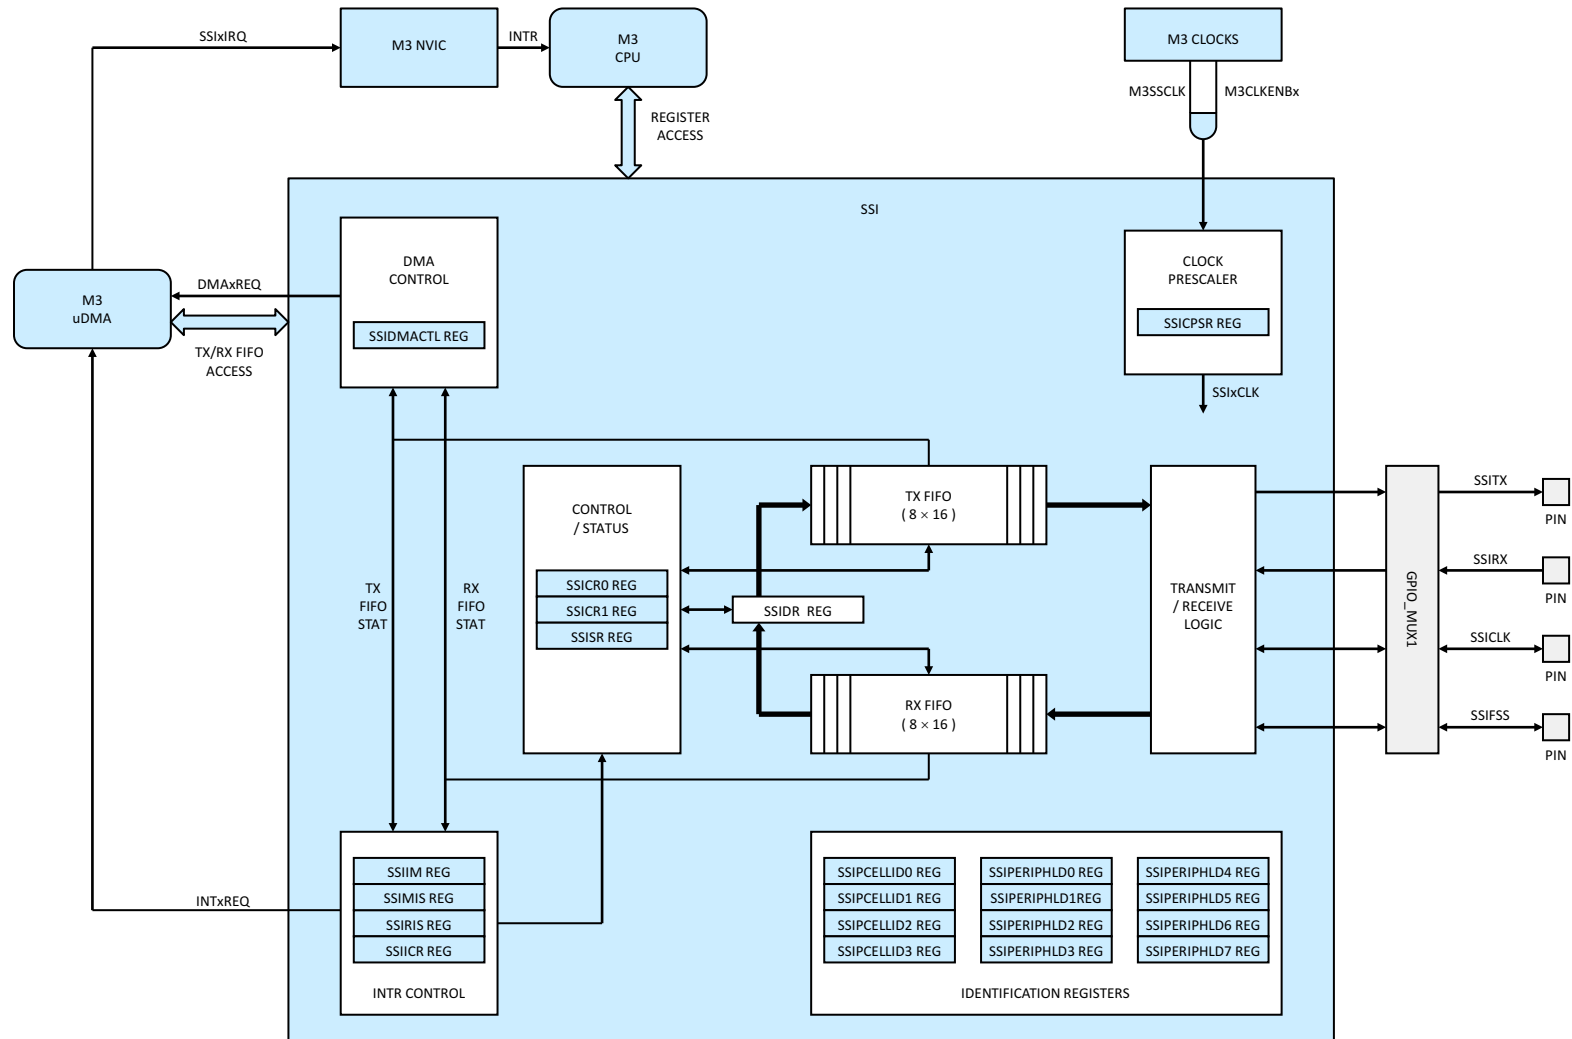 SSIxIRQ
M3 NVIC
INTR
M3
CPU
M3 CLOCKS
M3SSCLK
M3CLKENBx
REGISTER
ACCESS
SSI
DMA
CONTROL
SSIDMACTL REG
CLOCK
PRESCALER
SSICPSR REG
SSIxCLK
M3
uDMA
DMAxREQ
TX/RX FIFO
ACCESS
CONTROL
/ STATUS
SSICR0 REG
SSICR1 REG
SSISR REG
TX
FIFO
STAT
RX
FIFO
STAT
TX FIFO
( 8 × 16 )
SSIDR REG
RX FIFO
( 8 × 16 )
TRANSMIT
/ RECEIVE
LOGIC
GPIO_MUX1
SSITX
PIN
SSIRX
PIN
SSICLK
PIN
SSIFSS
PIN
INTxREQ
SSIIM REG
SSIMIS REG
SSIRIS REG
SSIICR REG
INTR CONTROL
SSIPCELLID0 REG
SSIPCELLID1 REG
SSIPCELLID2 REG
SSIPCELLID3 REG
SSIPERIPHLD0 REG
SSIPERIPHLD1REG
SSIPERIPHLD2 REG
SSIPERIPHLD3 REG
SSIPERIPHLD4 REG
SSIPERIPHLD5 REG
SSIPERIPHLD6 REG
SSIPERIPHLD7 REG
IDENTIFICATION REGISTERS